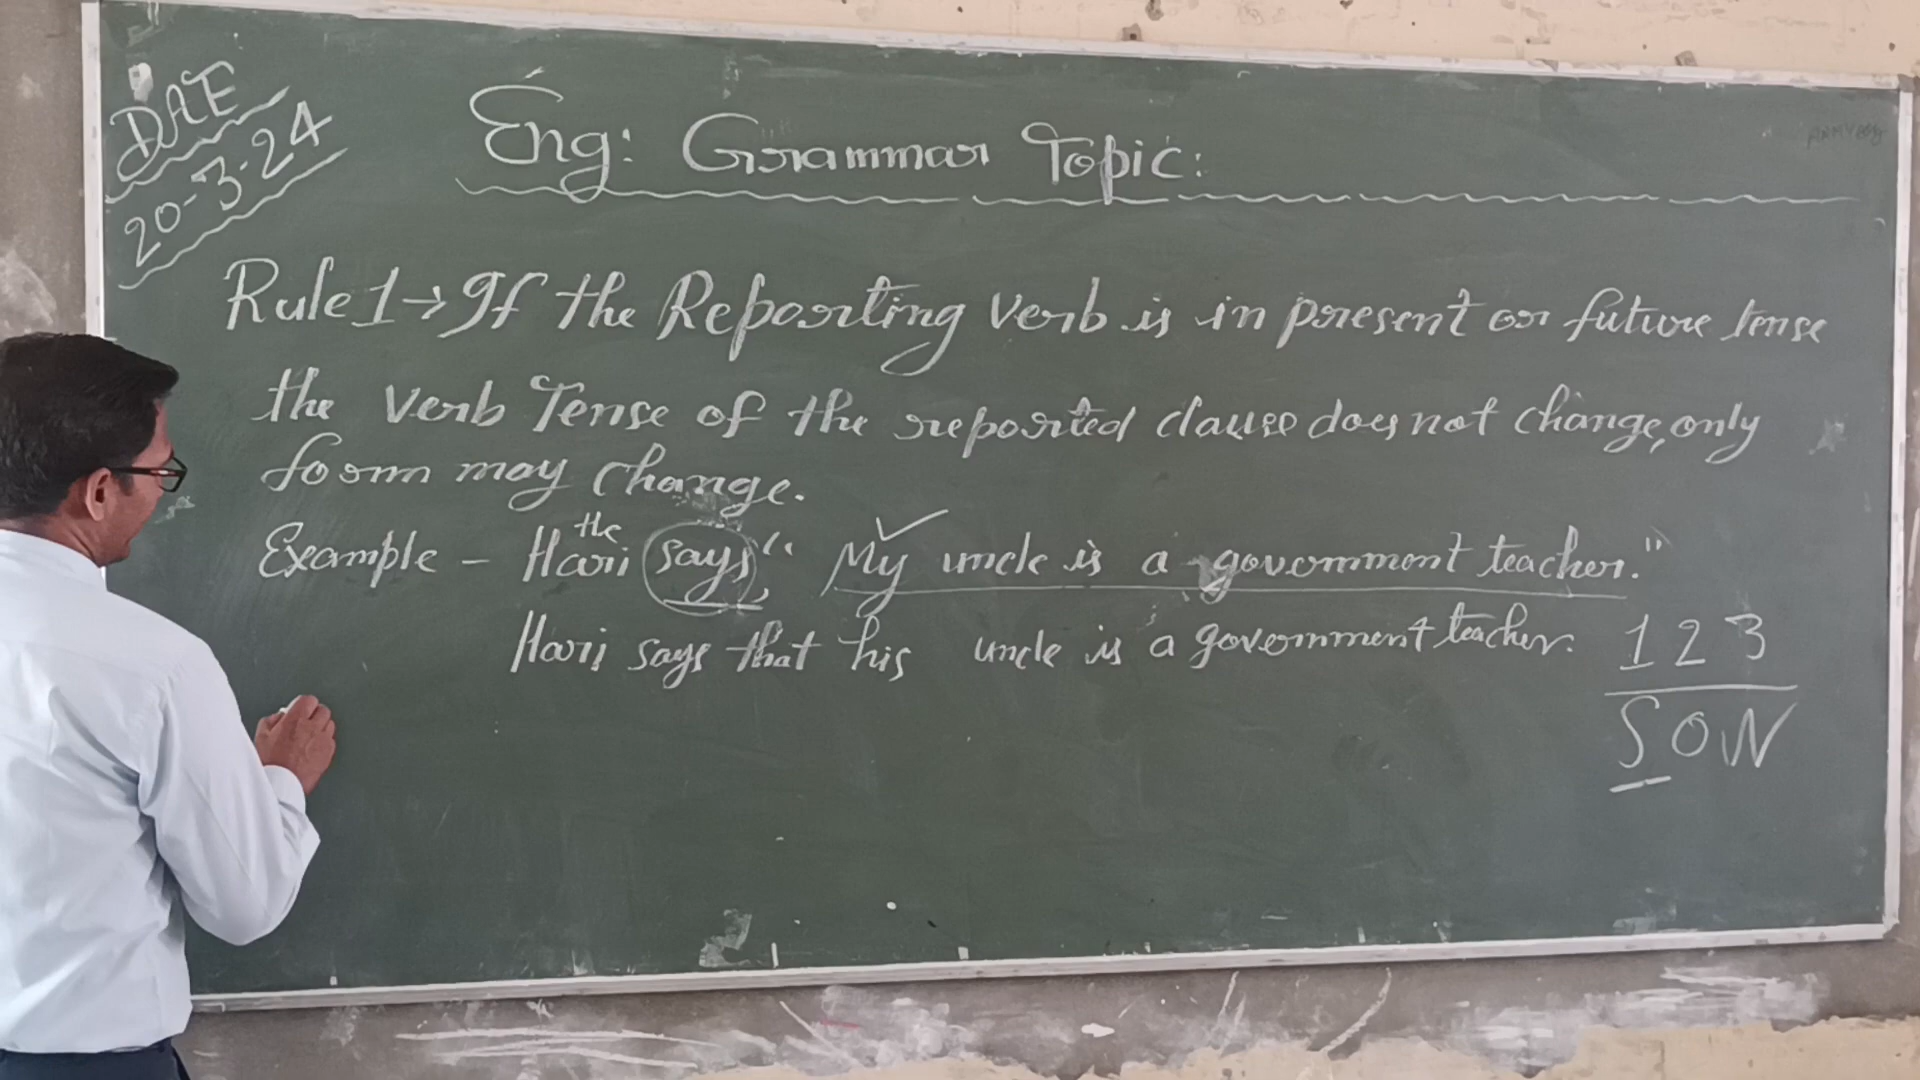 DATE
20-3-24
Eng: Grammar Topic:
Rule 1→ If the Reporting Verb is in present or future tense
the verb Tense of the reported clause does not change, only
form may change.
the
Example - Hari says, " My uncle is a government teacher."
Hari says that his uncle is a government teacher.
1 2 3
S O N